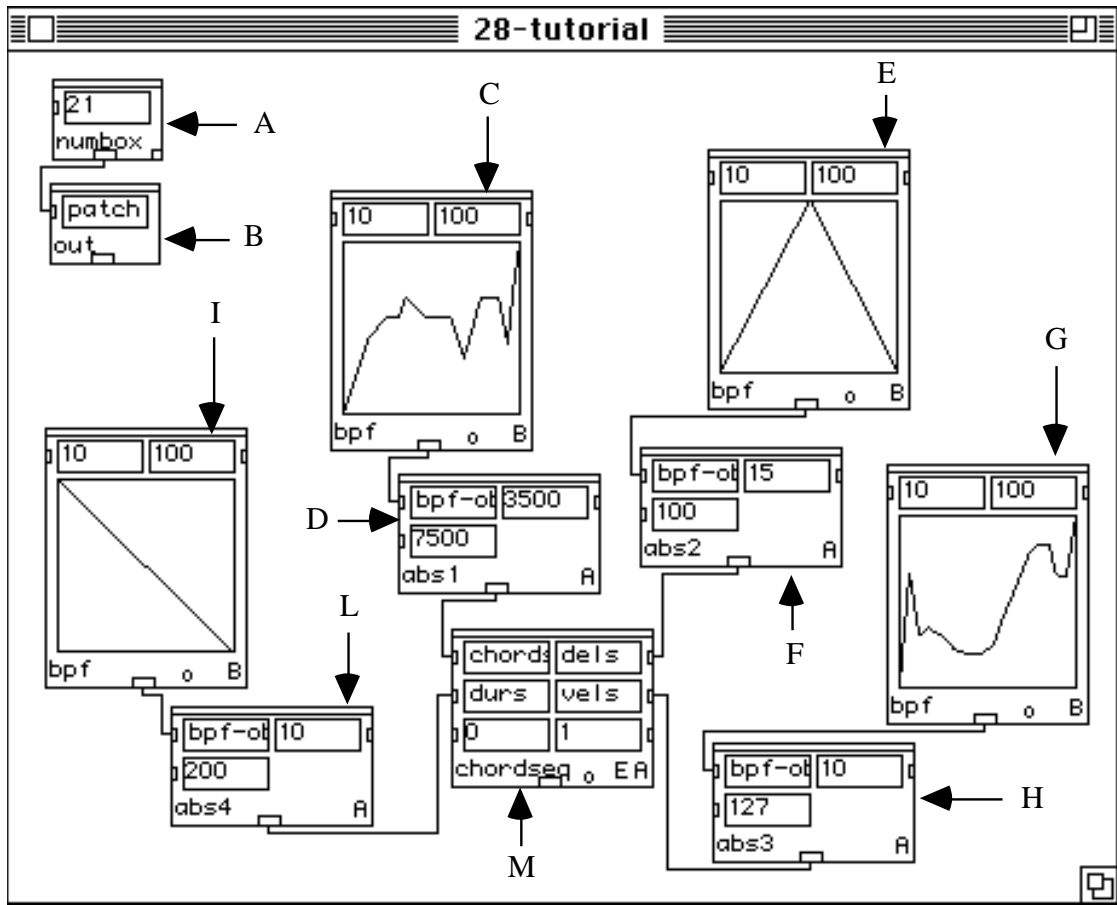 28-tutorial
21
numbox
A
patch
out
B
C
10 100
bpf o B
E
10 100
bpf o B
I
10 100
bpf o B
G
10 100
bpf o B
D
bpf-ob 3500
7500
abs1 A
bpf-ob 15
100
abs2 A
F
L
bpf-ob 10
200
abs4 A
chords dels
durs vels
0 1
chordseq o E A
M
bpf-ob 10
127
abs3 A
H